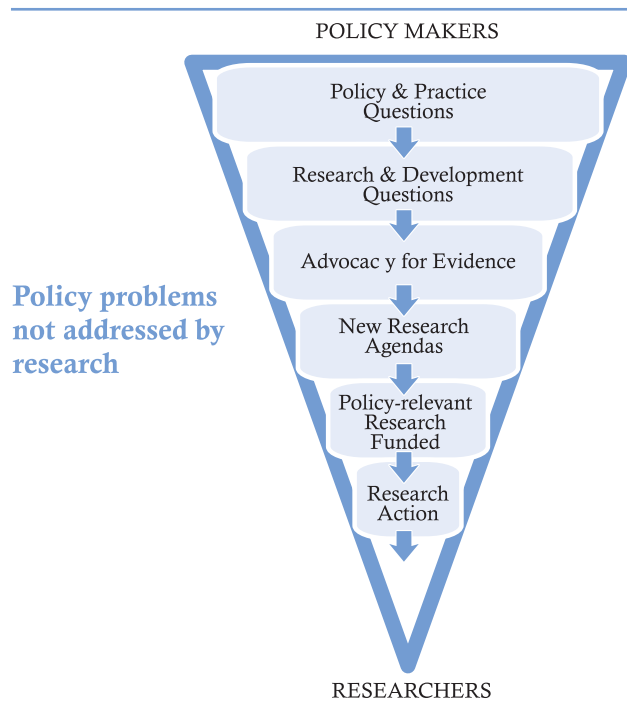 POLICY MAKERS
Policy & Practice
Questions
Research & Development
Questions
Advocac y for Evidence
Policy problems
not addressed by
research
New Research
Agendas
Policy-relevant
Research
Funded
Research
Action
RESEARCHERS